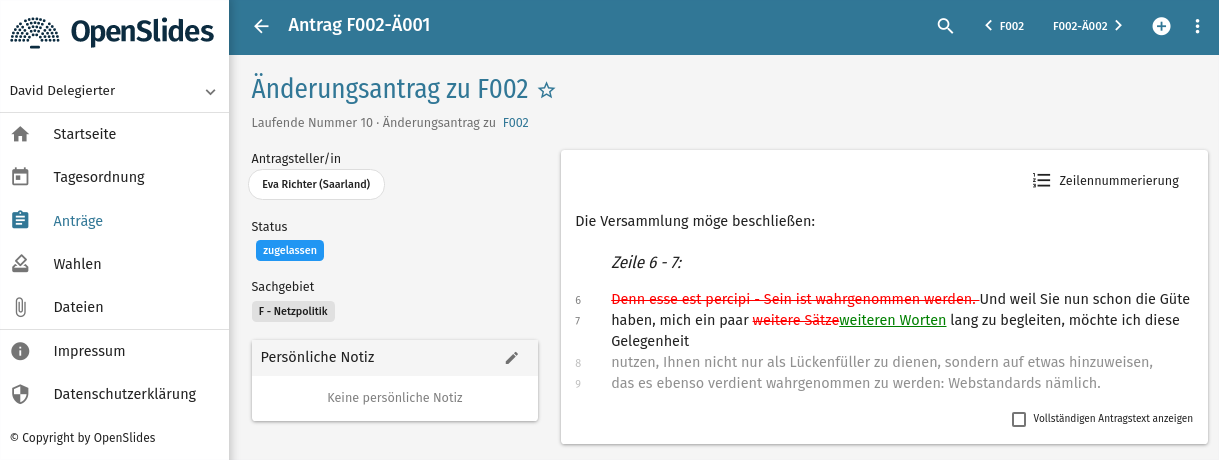 OpenSlides
David Delegierter
Startseite
Tagesordnung
Anträge
Wahlen
Dateien
Impressum
Datenschutzerklärung
© Copyright by OpenSlides
Antrag F002-Ä001
F002
F002-Ä002
Änderungsantrag zu F002
Laufende Nummer 10 · Änderungsantrag zu F002
Antragsteller/in
Eva Richter (Saarland)
Status
zugelassen
Sachgebiet
F - Netzpolitik
Persönliche Notiz
Keine persönliche Notiz
Zeilennummerierung
Die Versammlung möge beschließen:
Zeile 6 - 7:
6 Denn esse est percipi - Sein ist wahrgenommen werden. Und weil Sie nun schon die Güte
7 haben, mich ein paar weitere Sätzeweiteren Worten lang zu begleiten, möchte ich diese
Gelegenheit
8 nutzen, Ihnen nicht nur als Lückenfüller zu dienen, sondern auf etwas hinzuweisen,
9 das es ebenso verdient wahrgenommen zu werden: Webstandards nämlich.
Vollständigen Antragstext anzeigen